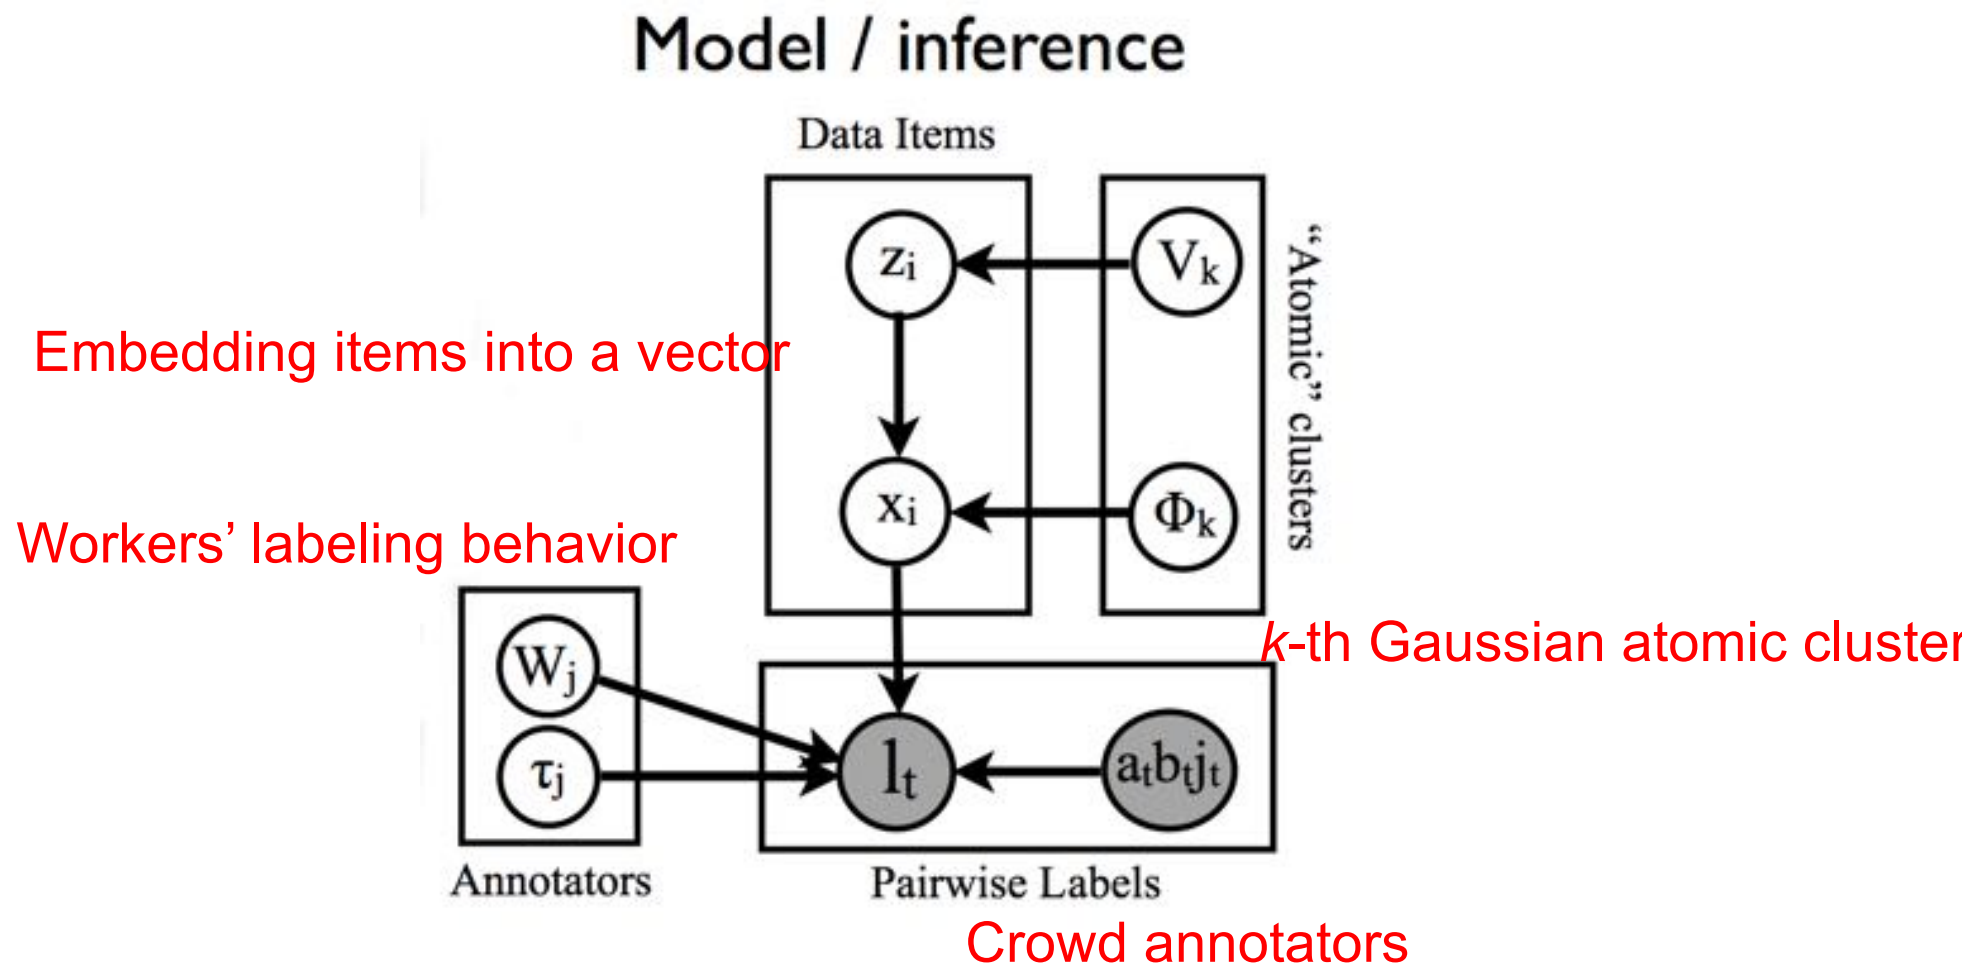 Model / inference
Data Items
zᵢ
Vₖ
"Atomic" clusters
Embedding items into a vector
xᵢ
Φₖ
Workers’ labeling behavior
k-th Gaussian atomic cluster
Wⱼ
τⱼ
lₜ
aₜbₜjₜ
Annotators
Pairwise Labels
Crowd annotators